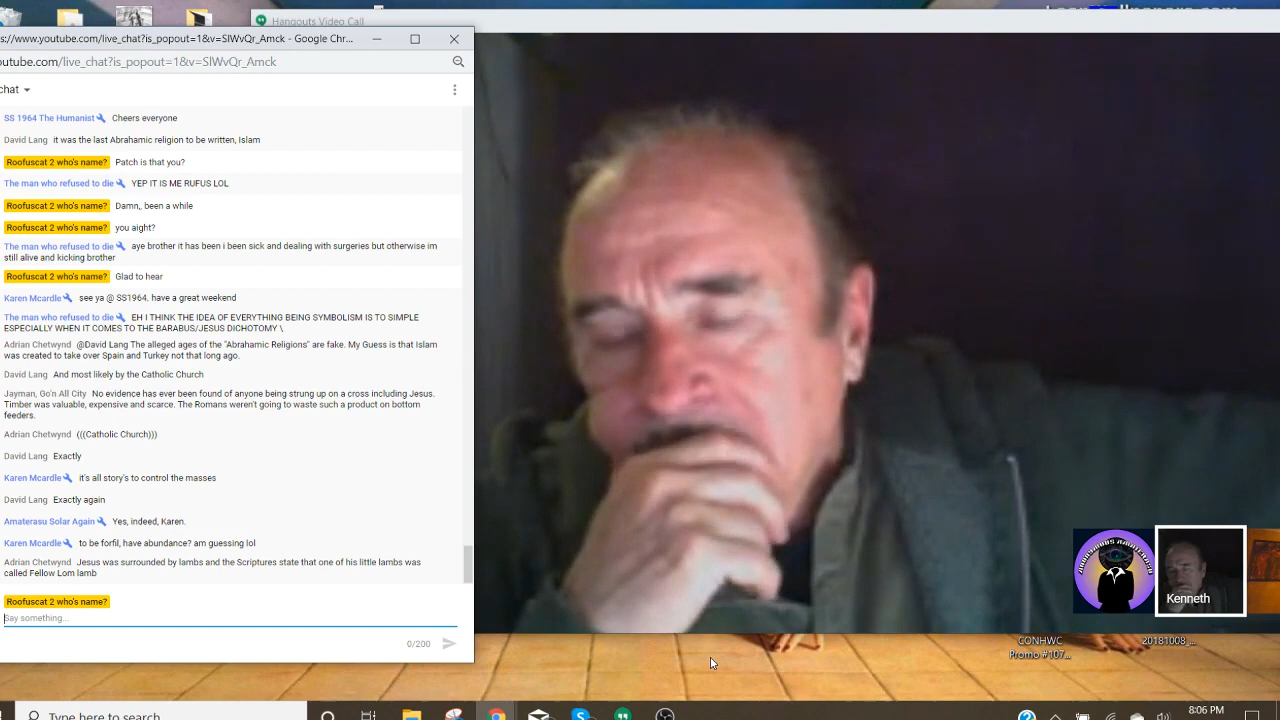 Hangouts Video Call
s://www.youtube.com/live_chat?is_popout=1&v=SlWvQr_Amck - Google Chr...
outube.com/live_chat?is_popout=1&v=SlWvQr_Amck
chat
SS 1964 The Humanist Cheers everyone
David Lang it was the last Abrahamic religion to be written, Islam
Roofuscat 2 who's name? Patch is that you?
The man who refused to die YEP IT IS ME RUFUS LOL
Roofuscat 2 who's name? Damn,, been a while
Roofuscat 2 who's name? you aight?
The man who refused to die aye brother it has been i been sick and dealing with surgeries but otherwise im
still alive and kicking brother
Roofuscat 2 who's name? Glad to hear
Karen Mcardle see ya @ SS1964. have a great weekend
The man who refused to die EH I THINK THE IDEA OF EVERYTHING BEING SYMBOLISM IS TO SIMPLE
ESPECIALLY WHEN IT COMES TO THE BARABUS/JESUS DICHOTOMY \
Adrian Chetwynd @David Lang The alleged ages of the "Abrahamic Religions" are fake. My Guess is that Islam
was created to take over Spain and Turkey not that long ago.
David Lang And most likely by the Catholic Church
Jayman, Go'n All City No evidence has ever been found of anyone being strung up on a cross including Jesus.
Timber was valuable, expensive and scarce. The Romans weren't going to waste such a product on bottom
feeders.
Adrian Chetwynd (((Catholic Church)))
David Lang Exactly
Karen Mcardle it's all story's to control the masses
David Lang Exactly again
Amaterasu Solar Again Yes, indeed, Karen.
Karen Mcardle to be forfil, have abundance? am guessing lol
Adrian Chetwynd Jesus was surrounded by lambs and the Scriptures state that one of his little lambs was
called Fellow Lom lamb
Roofuscat 2 who's name?
Say something...
0/200
Kenneth
CONHWC
Promo #107...
20181008_...
Type here to search
8:06 PM